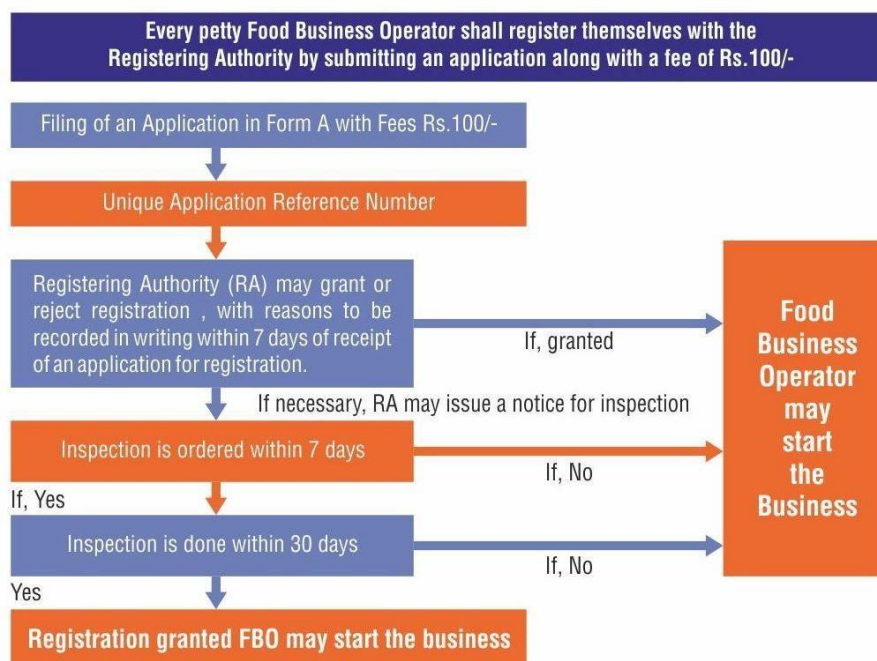 Every petty Food Business Operator shall register themselves with the
Registering Authority by submitting an application along with a fee of Rs.100/-
Filing of an Application in Form A with Fees Rs.100/-
Unique Application Reference Number
Registering Authority (RA) may grant or
reject registration , with reasons to be
recorded in writing within 7 days of receipt
of an application for registration.
If, granted
If necessary, RA may issue a notice for inspection
Inspection is ordered within 7 days
If, No
If, Yes
Inspection is done within 30 days
If, No
Yes
Registration granted FBO may start the business
Food
Business
Operator
may
start
the
Business